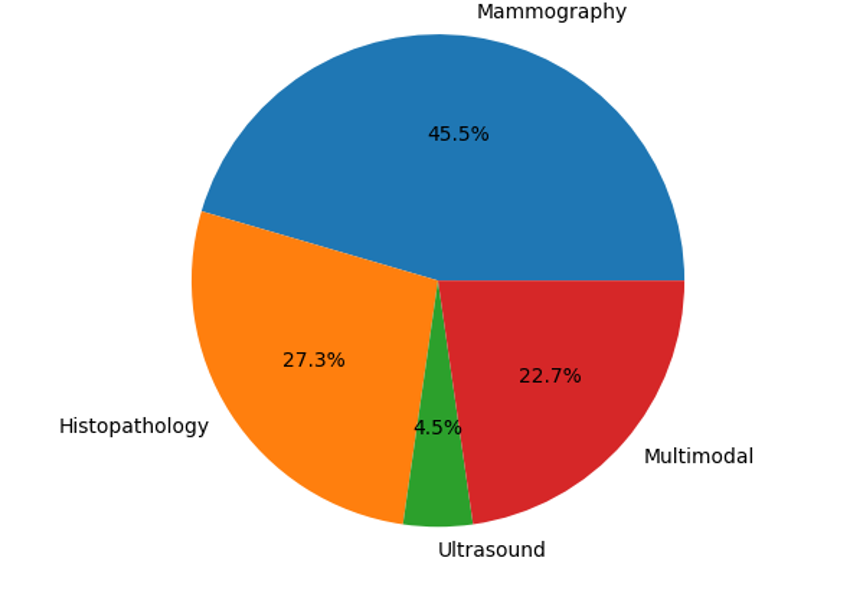 Mammography
45.5%
27.3%
22.7%
4.5%
Histopathology
Multimodal
Ultrasound